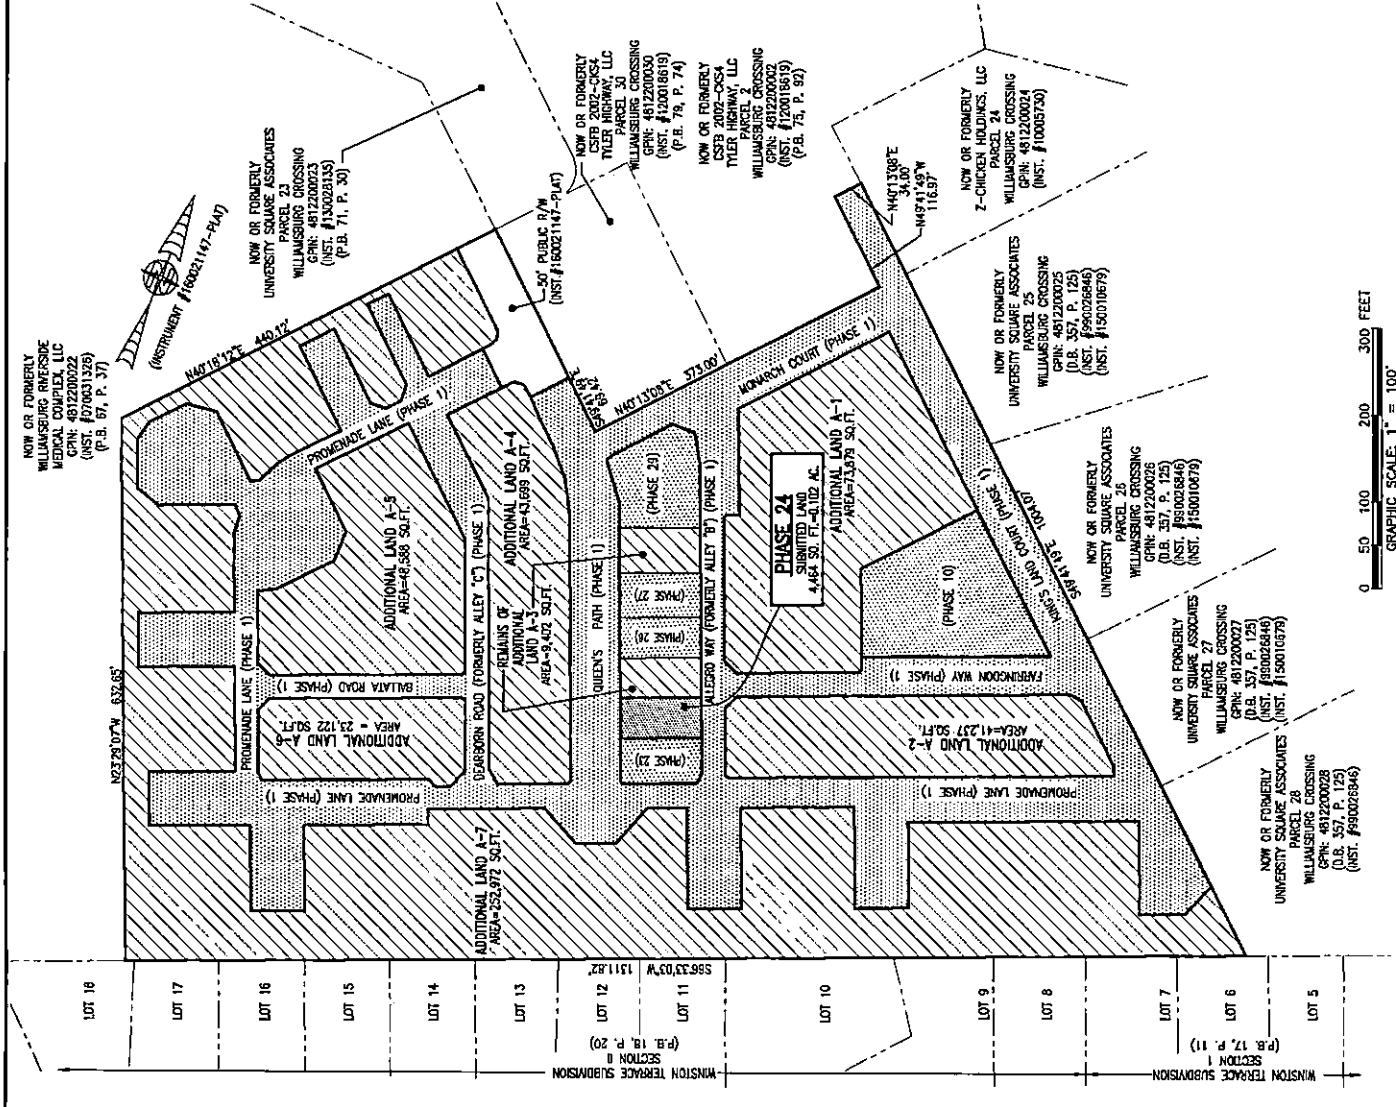 NOW OR FORMERLY
WILLIAMSBURG RIVERSIDE
MEDICAL COMPLEX, LLC
GPIN: 4812200022
(INST. #070031326)
(P.B. 67, P. 37)
(INSTRUMENT #160021147-PLAT)
NOW OR FORMERLY
UNIVERSITY SQUARE ASSOCIATES
PARCEL 23
WILLIAMSBURG CROSSING
GPIN: 4812200023
(INST. #130028135)
(P.B. 71, P. 30)
50' PUBLIC R/W
(INST.#160021147-PLAT)
NOW OR FORMERLY
CSFB 2002-CKS4
TYLER HIGHWAY, LLC
PARCEL 30
WILLIAMSBURG CROSSING
GPIN: 4812200030
(INST. #120018619)
(P.B. 79, P. 74)
NOW OR FORMERLY
CSFB 2002-CKS4
TYLER HIGHWAY, LLC
PARCEL 2
WILLIAMSBURG CROSSING
GPIN: 4812200002
(INST. #120018619)
(P.B. 75, P. 92)
N40°13'08"E
34.00'
N49°41'49"W
116.97'
NOW OR FORMERLY
Z-CHICKEN HOLDINGS, LLC
PARCEL 24
WILLIAMSBURG CROSSING
GPIN: 4812200024
(INST. #10005730)
NOW OR FORMERLY
UNIVERSITY SQUARE ASSOCIATES
PARCEL 25
WILLIAMSBURG CROSSING
GPIN: 4812200025
(D.B. 357, P. 125)
(INST. #990026846)
(INST. #150010679)
NOW OR FORMERLY
UNIVERSITY SQUARE ASSOCIATES
PARCEL 26
WILLIAMSBURG CROSSING
GPIN: 4812200026
(D.B. 357, P. 125)
(INST. #990026846)
(INST. #150010679)
NOW OR FORMERLY
UNIVERSITY SQUARE ASSOCIATES
PARCEL 27
WILLIAMSBURG CROSSING
GPIN: 4812200027
(D.B. 357, P. 125)
(INST. #990026846)
(INST. #150010679)
NOW OR FORMERLY
UNIVERSITY SQUARE ASSOCIATES
PARCEL 28
WILLIAMSBURG CROSSING
GPIN: 4812200028
(D.B. 357, P. 125)
(INST. #990026846)
N40°18'12"E 440.12'
N23°29'07"W 632.65'
N40°13'08"E 373.00'
S49°41'49"E 1004.07'
S66°33'03"W 1311.82'
PROMENADE LANE (PHASE 1)
PROMENADE LANE (PHASE 1)
ADDITIONAL LAND A-5
AREA=48,588 SQ.FT.
BALLATA ROAD (PHASE 1)
ADDITIONAL LAND A-6
AREA = 23,122 SQ.FT.
PROMENADE LANE (PHASE 1)
DEARBORN ROAD (FORMERLY ALLEY "C") (PHASE 1)
ADDITIONAL LAND A-4
AREA=43,699 SQ.FT.
REMAINS OF
ADDITIONAL
LAND A-3
AREA=9,402 SQ.FT.
QUEEN'S PATH (PHASE 1)
(PHASE 29)
(PHASE 27)
(PHASE 26)
(PHASE 23)
ALLEGRO WAY (FORMERLY ALLEY "B") (PHASE 1)
MONARCH COURT (PHASE 1)
PHASE 24
SUBMITTED LAND
4,464 SQ. FT.-0.102 AC.
ADDITIONAL LAND A-1
AREA=73,879 SQ.FT.
(PHASE 10)
KING'S LAND COURT (PHASE 1)
FARRINGDON WAY (PHASE 1)
ADDITIONAL LAND A-2
AREA=41,237 SQ.FT.
PROMENADE LANE (PHASE 1)
ADDITIONAL LAND A-7
AREA=252,972 SQ.FT.
LOT 18
LOT 17
LOT 16
LOT 15
LOT 14
LOT 13
LOT 12
LOT 11
LOT 10
LOT 9
LOT 8
LOT 7
LOT 6
LOT 5
WINSTON TERRACE SUBDIVISION
SECTION II
(P.B. 18, P. 20)
WINSTON TERRACE SUBDIVISION
SECTION I
(P.B. 17, P. 11)
0 50 100 200 300 FEET
GRAPHIC SCALE: 1" = 100'